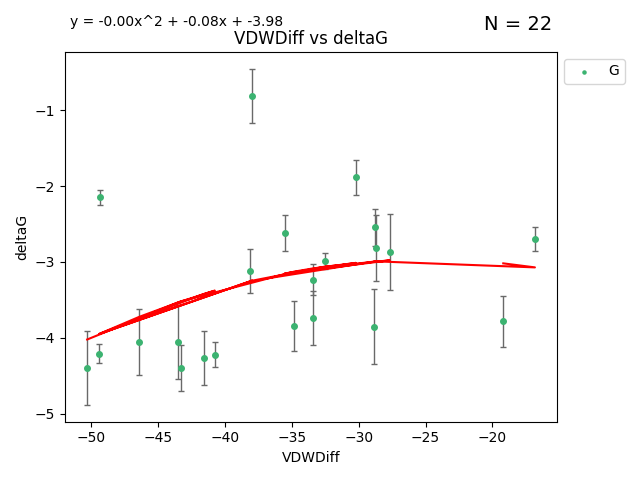 y = -0.00x^2 + -0.08x + -3.98
N = 22
VDWDiff vs deltaG
G
deltaG
−1
−2
−3
−4
−5
−50
−45
−40
−35
−30
−25
−20
VDWDiff